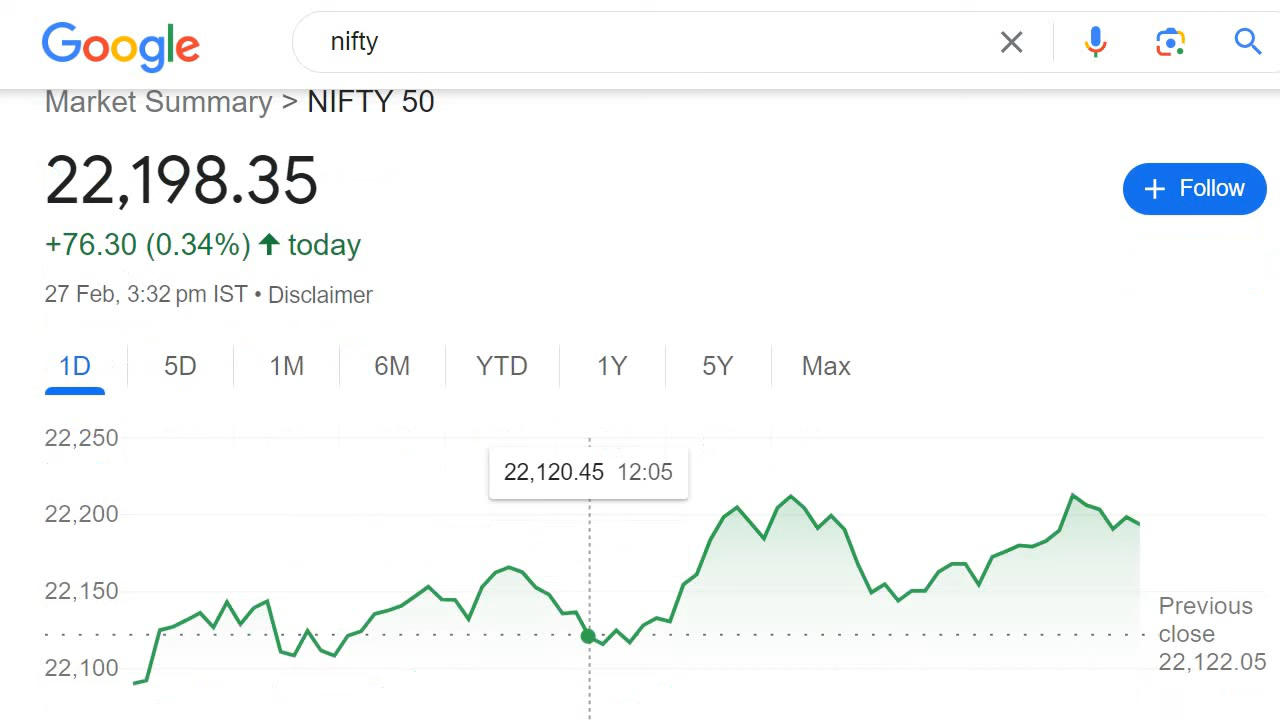 Google
nifty
Market Summary > NIFTY 50
22,198.35
+ Follow
+76.30 (0.34%) ↑ today
27 Feb, 3:32 pm IST • Disclaimer
1D 5D 1M 6M YTD 1Y 5Y Max
22,250
22,120.45 12:05
22,200
22,150
22,100
Previous
close
22,122.05